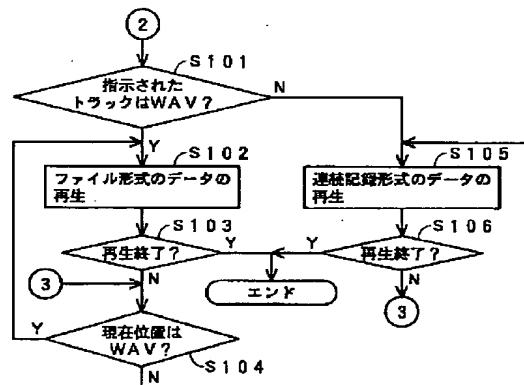 2
S101
指示された
トラックはWAV?
N
Y
S102
ファイル形式のデータの
再生
S105
連続記録形式のデータの
再生
S103
再生終了?
Y
N
S106
再生終了?
Y
N
エンド
3
3
現在位置は
WAV?
Y
S104
N